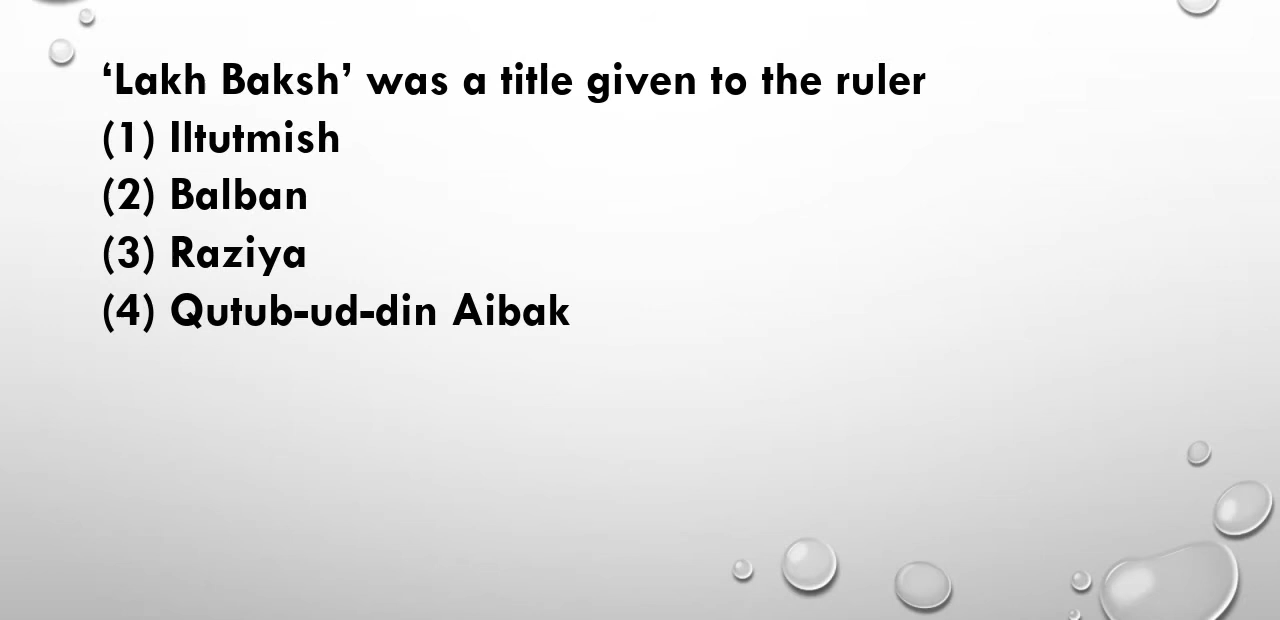 ‘Lakh Baksh’ was a title given to the ruler
(1) Iltutmish
(2) Balban
(3) Raziya
(4) Qutub-ud-din Aibak